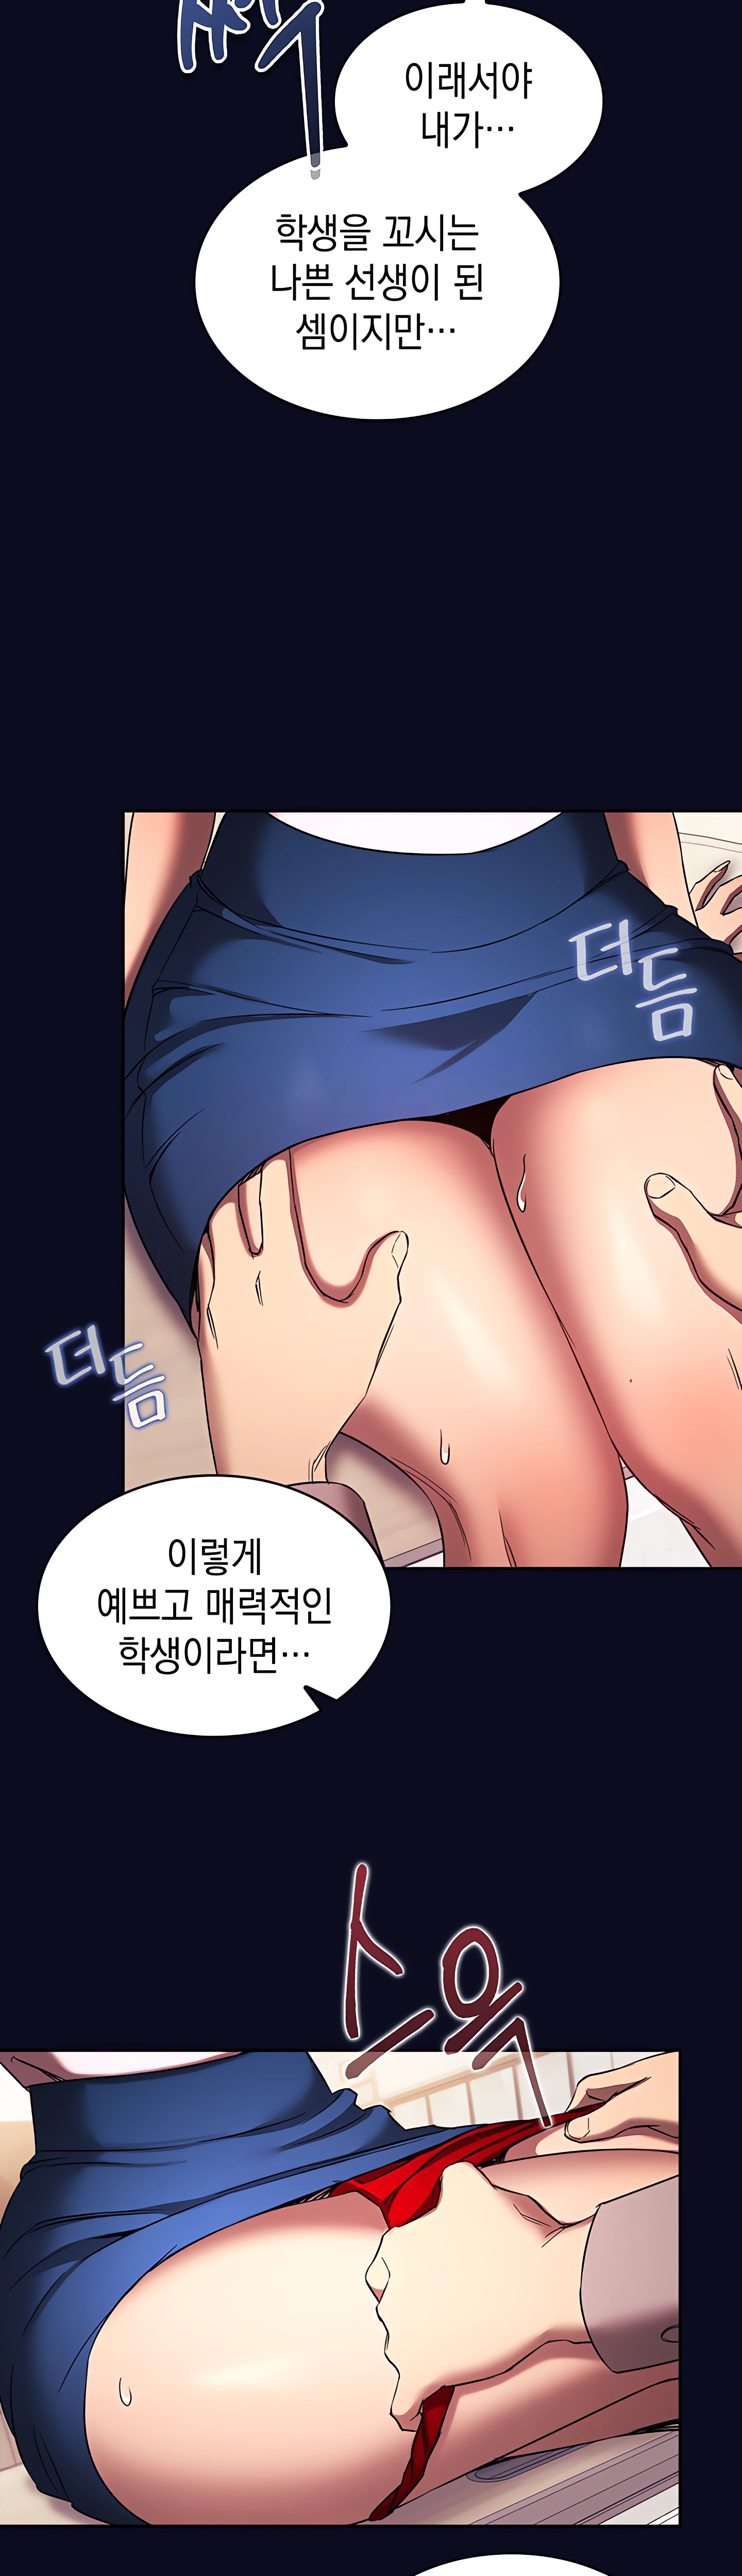 이래서야
내가…
학생을 꼬시는
나쁜 선생이 된
셈이지만…
더듬
더듬
이렇게
예쁘고 매력적인
학생이라면…
스윽